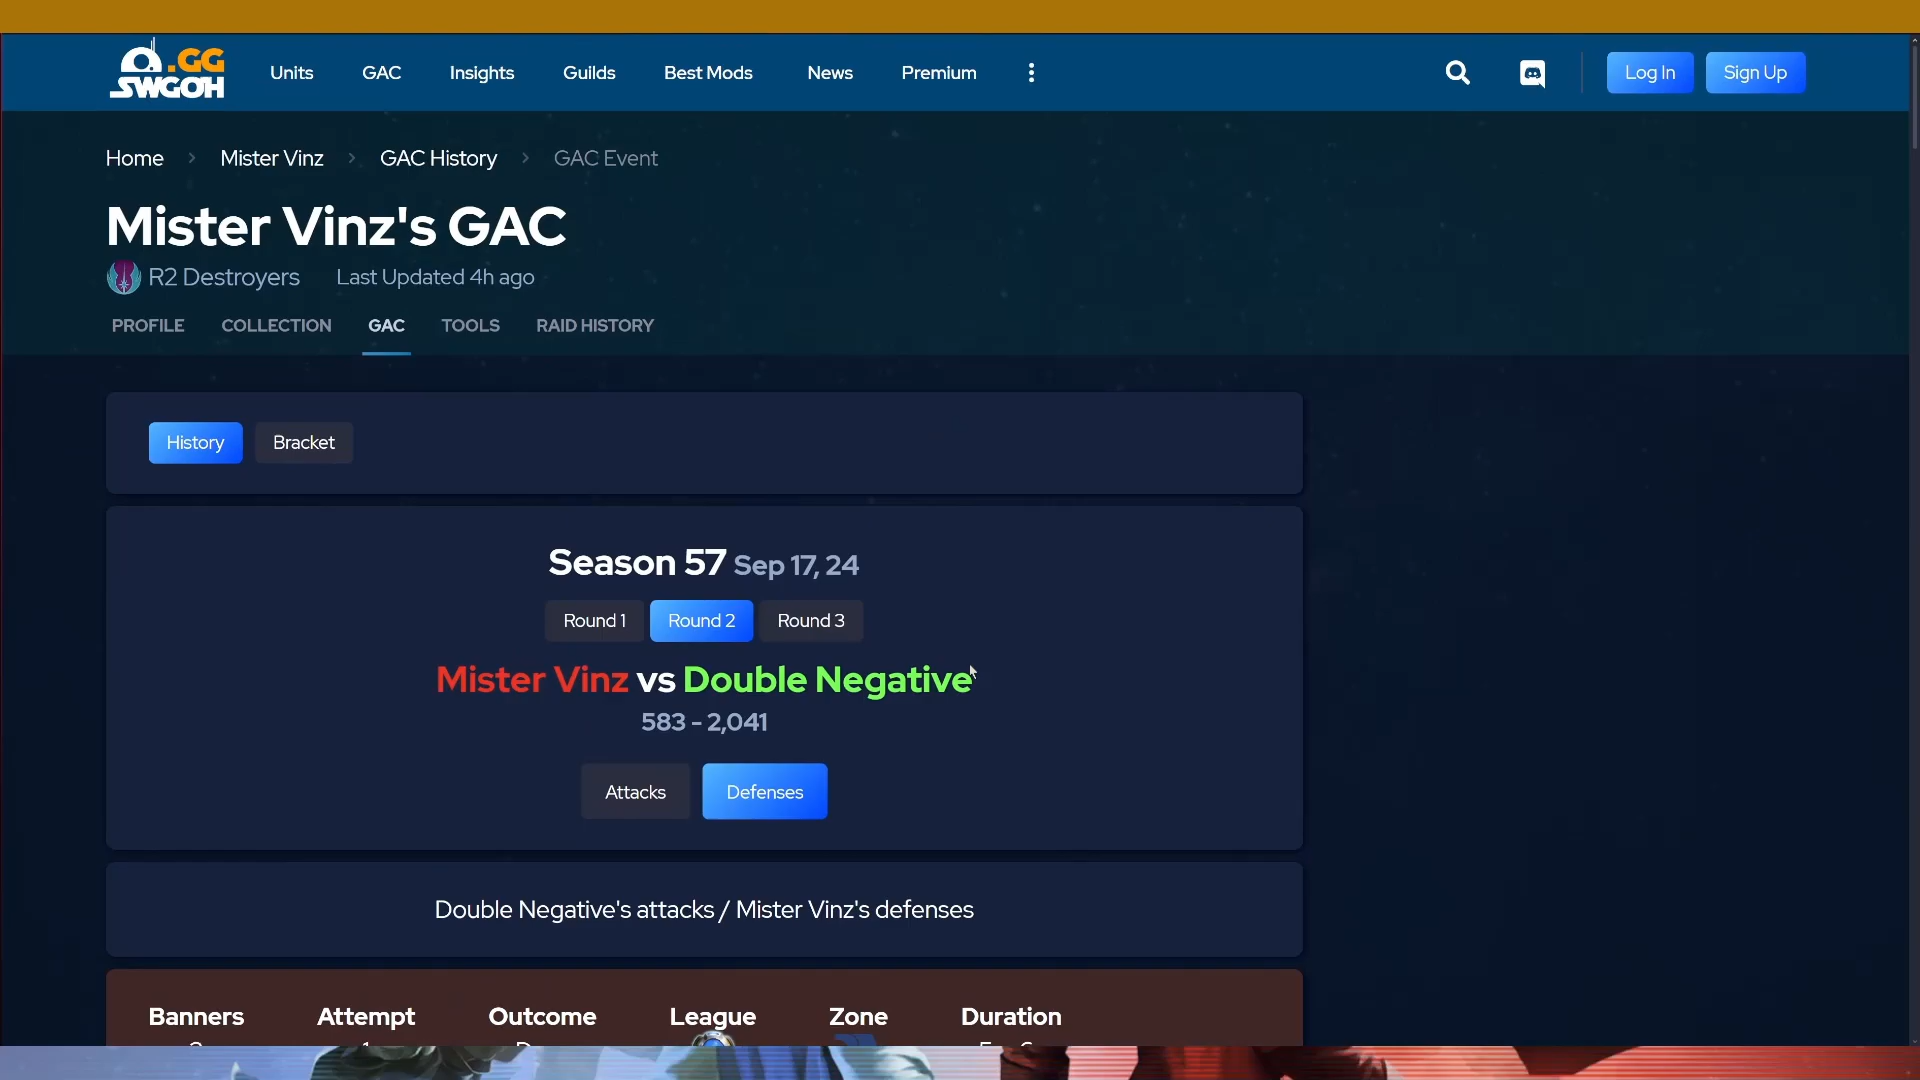 .GG
SWGOH
Units GAC Insights Guilds Best Mods News Premium
Log In Sign Up
Home > Mister Vinz > GAC History > GAC Event
Mister Vinz's GAC
R2 Destroyers Last Updated 4h ago
PROFILE COLLECTION GAC TOOLS RAID HISTORY
History Bracket
Season 57 Sep 17, 24
Round 1 Round 2 Round 3
Mister Vinz vs Double Negative
583 - 2,041
Attacks Defenses
Double Negative's attacks / Mister Vinz's defenses
Banners Attempt Outcome League Zone Duration